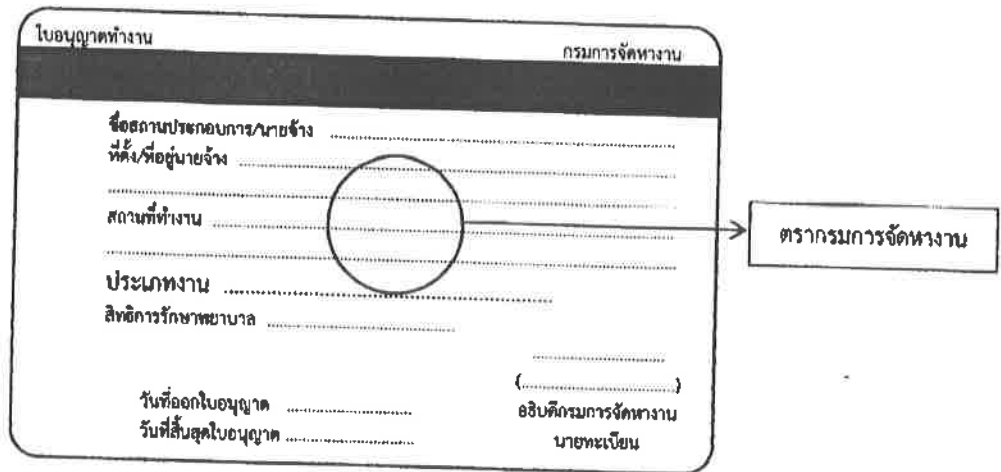 ใบอนุญาตทำงาน กรมการจัดหางาน
ชื่อสถานประกอบการ/นายจ้าง ........................................
ที่ตั้ง/ที่อยู่นายจ้าง ........................................
........................................
สถานที่ทำงาน ........................................ ตรากรมการจัดหางาน
........................................
ประเภทงาน ........................................
สิทธิการรักษาพยาบาล ........................................
........................................
(........................................)
วันที่ออกใบอนุญาต .................... อธิบดีกรมการจัดหางาน
วันที่สิ้นสุดใบอนุญาต .................... นายทะเบียน